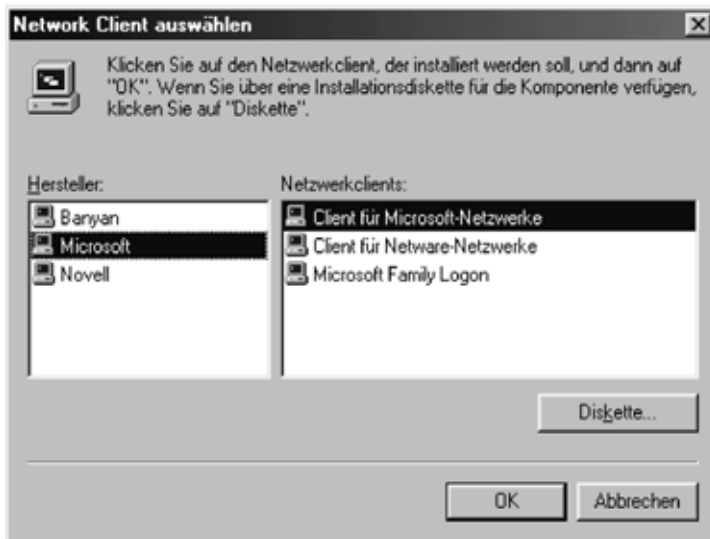 Network Client auswählen
Klicken Sie auf den Netzwerkclient, der installiert werden soll, und dann auf
"OK". Wenn Sie über eine Installationsdiskette für die Komponente verfügen,
klicken Sie auf "Diskette".
Hersteller:
Banyan
Microsoft
Novell
Netzwerkclients:
Client für Microsoft-Netzwerke
Client für Netware-Netzwerke
Microsoft Family Logon
Diskette...
OK
Abbrechen